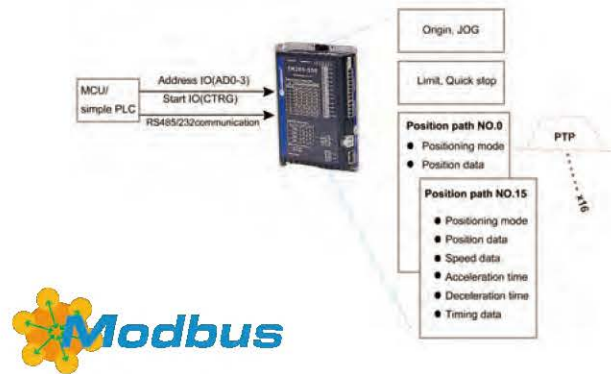 Origin, JOG
Limit, Quick stop
MCU/
simple PLC
Address IO(AD0-3)
Start IO(CTRG)
RS485/232communication
Position path NO.0
● Positioning mode
● Position data
PTP
x16
Position path NO.15
● Positioning mode
● Position data
● Speed data
● Acceleration time
● Deceleration time
● Timing data
Modbus